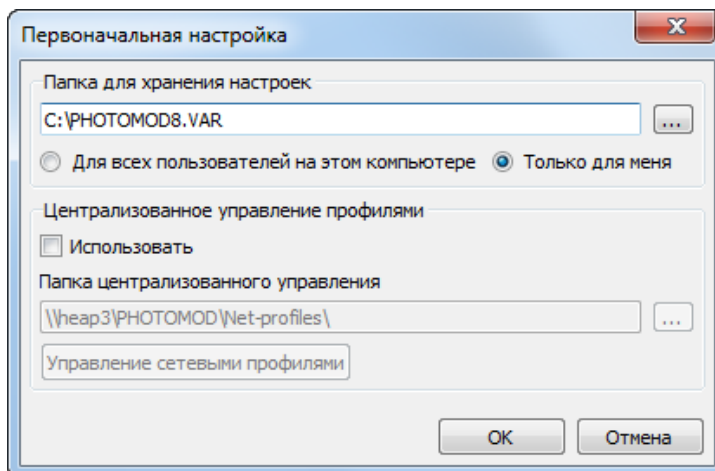 Первоначальная настройка
Папка для хранения настроек
C:\PHOTOMOD8.VAR
...
Для всех пользователей на этом компьютере
Только для меня
Централизованное управление профилями
Использовать
Папка централизованного управления
\\heap3\PHOTOMOD\Net-profiles\
...
Управление сетевыми профилями
OK
Отмена